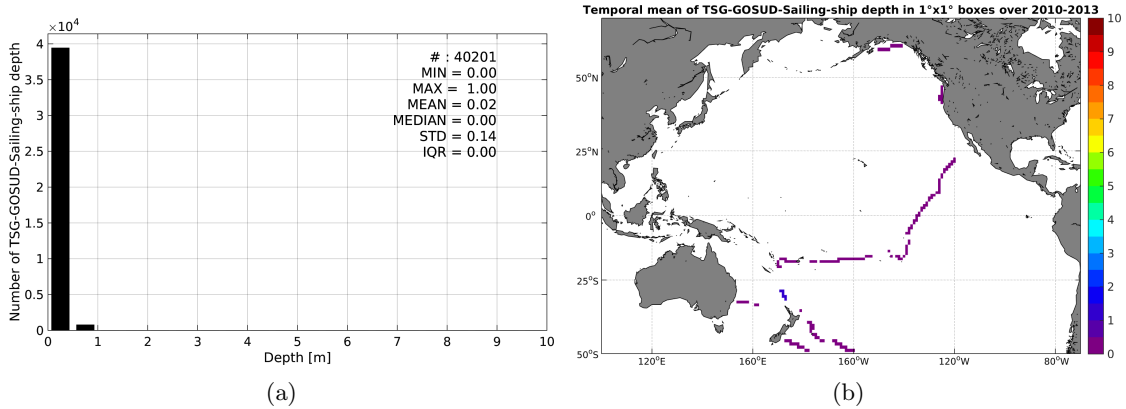 ×10⁴
4.0
3.5
3.0
2.5
2.0
1.5
1.0
0.5
0
Number of TSG-GOSUD-Sailing-ship depth
# : 40201
MIN = 0.00
MAX = 1.00
MEAN = 0.02
MEDIAN = 0.00
STD = 0.14
IQR = 0.00
0 1 2 3 4 5 6 7 8 9 10
Depth [m]
(a)
Temporal mean of TSG-GOSUD-Sailing-ship depth in 1°x1° boxes over 2010-2013
50°N
25°N
0°
25°S
50°S
120°E 160°E 160°W 120°W 80°W
10
9
8
7
6
5
4
3
2
1
0
(b)